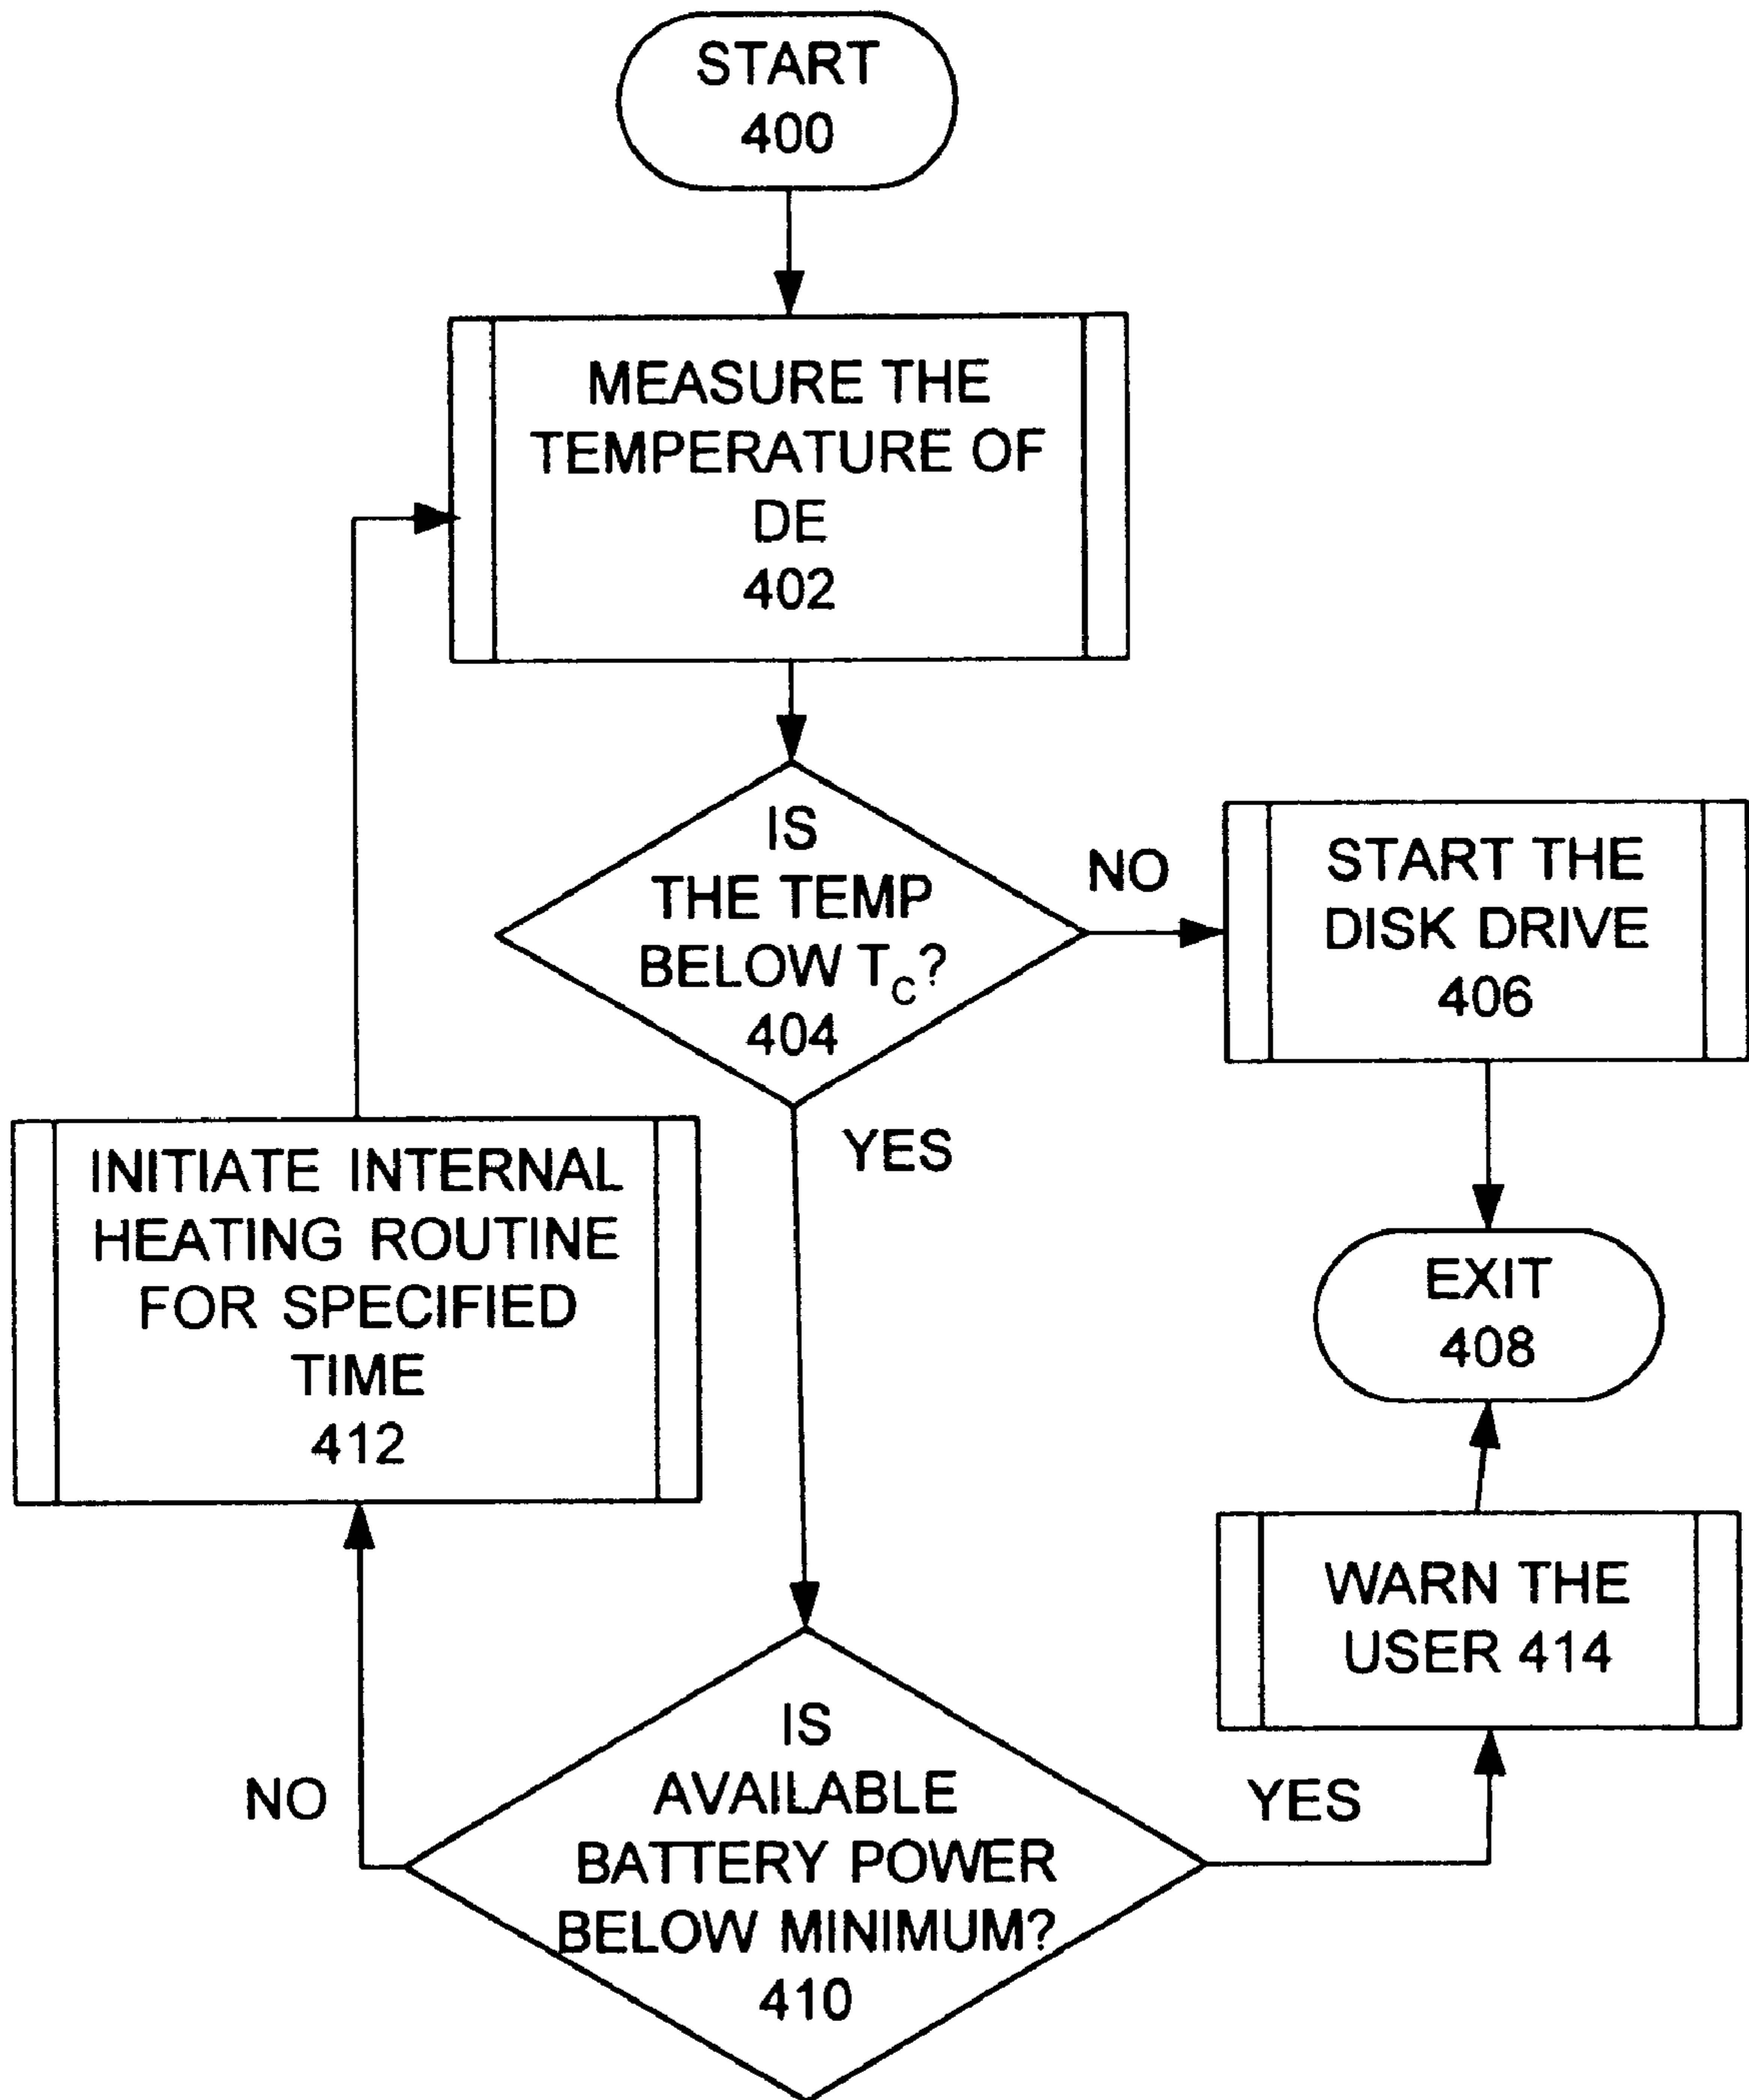 START
400
MEASURE THE
TEMPERATURE OF
DE
402
IS
THE TEMP
BELOW T_C?
404
NO
START THE
DISK DRIVE
406
YES
INITIATE INTERNAL
HEATING ROUTINE
FOR SPECIFIED
TIME
412
EXIT
408
WARN THE
USER 414
IS
AVAILABLE
BATTERY POWER
BELOW MINIMUM?
410
NO
YES